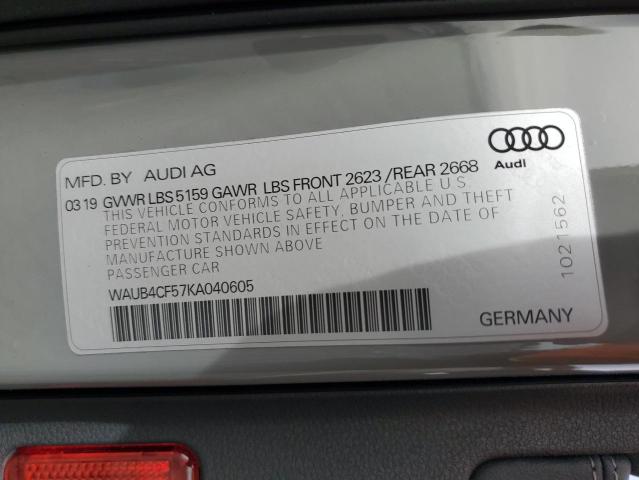 MFD. BY AUDI AG
03 19 GVWR LBS 5159 GAWR LBS FRONT 2623 / REAR 2668
THIS VEHICLE CONFORMS TO ALL APPLICABLE U.S.
FEDERAL MOTOR VEHICLE SAFETY, BUMPER AND THEFT
PREVENTION STANDARDS IN EFFECT ON THE DATE OF
MANUFACTURE SHOWN ABOVE
PASSENGER CAR
WAUB4CF57KA040605
Audi
1021562
GERMANY